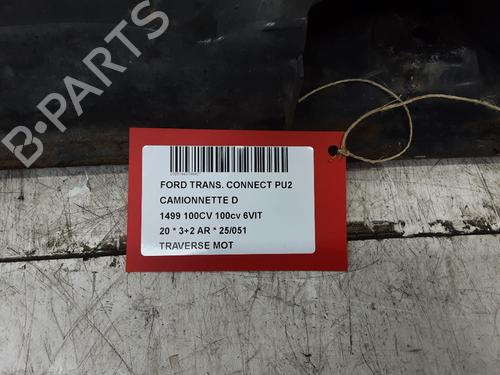 B-PARTS
FORD TRANS. CONNECT PU2
CAMIONNETTE D
1499 100CV 100cv 6VIT
20 * 3+2 AR * 25/051
TRAVERSE MOT